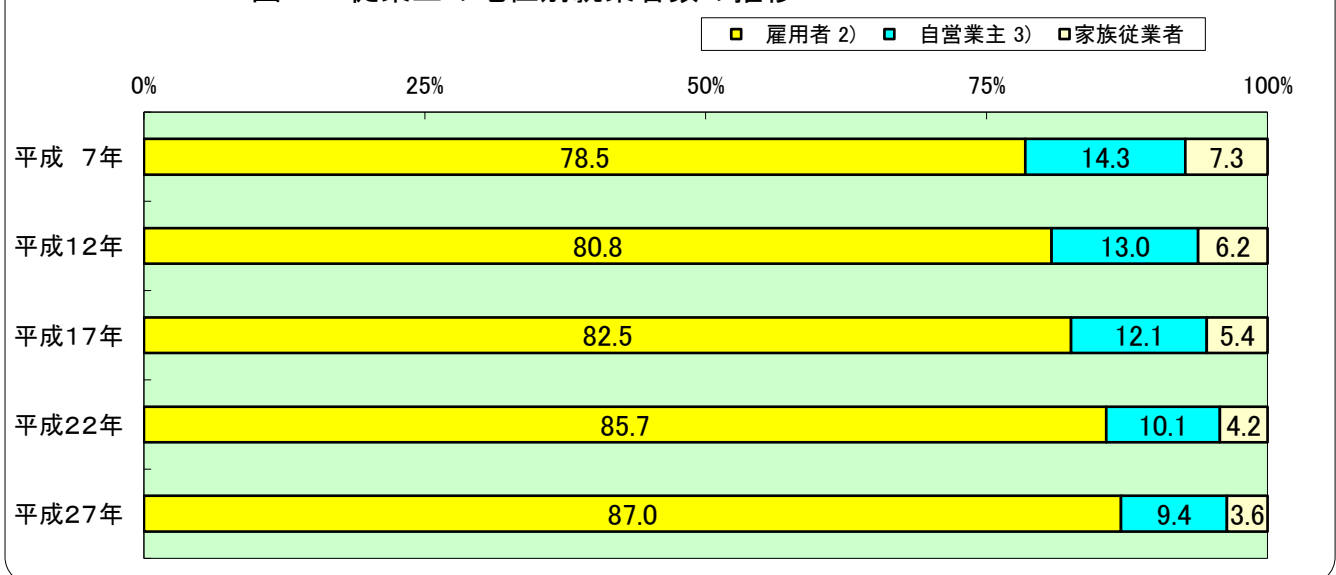 雇用者 2) 自営業主 3) 家族従業者
0% 25% 50% 75% 100%
平成 7年 78.5 14.3 7.3
平成12年 80.8 13.0 6.2
平成17年 82.5 12.1 5.4
平成22年 85.7 10.1 4.2
平成27年 87.0 9.4 3.6